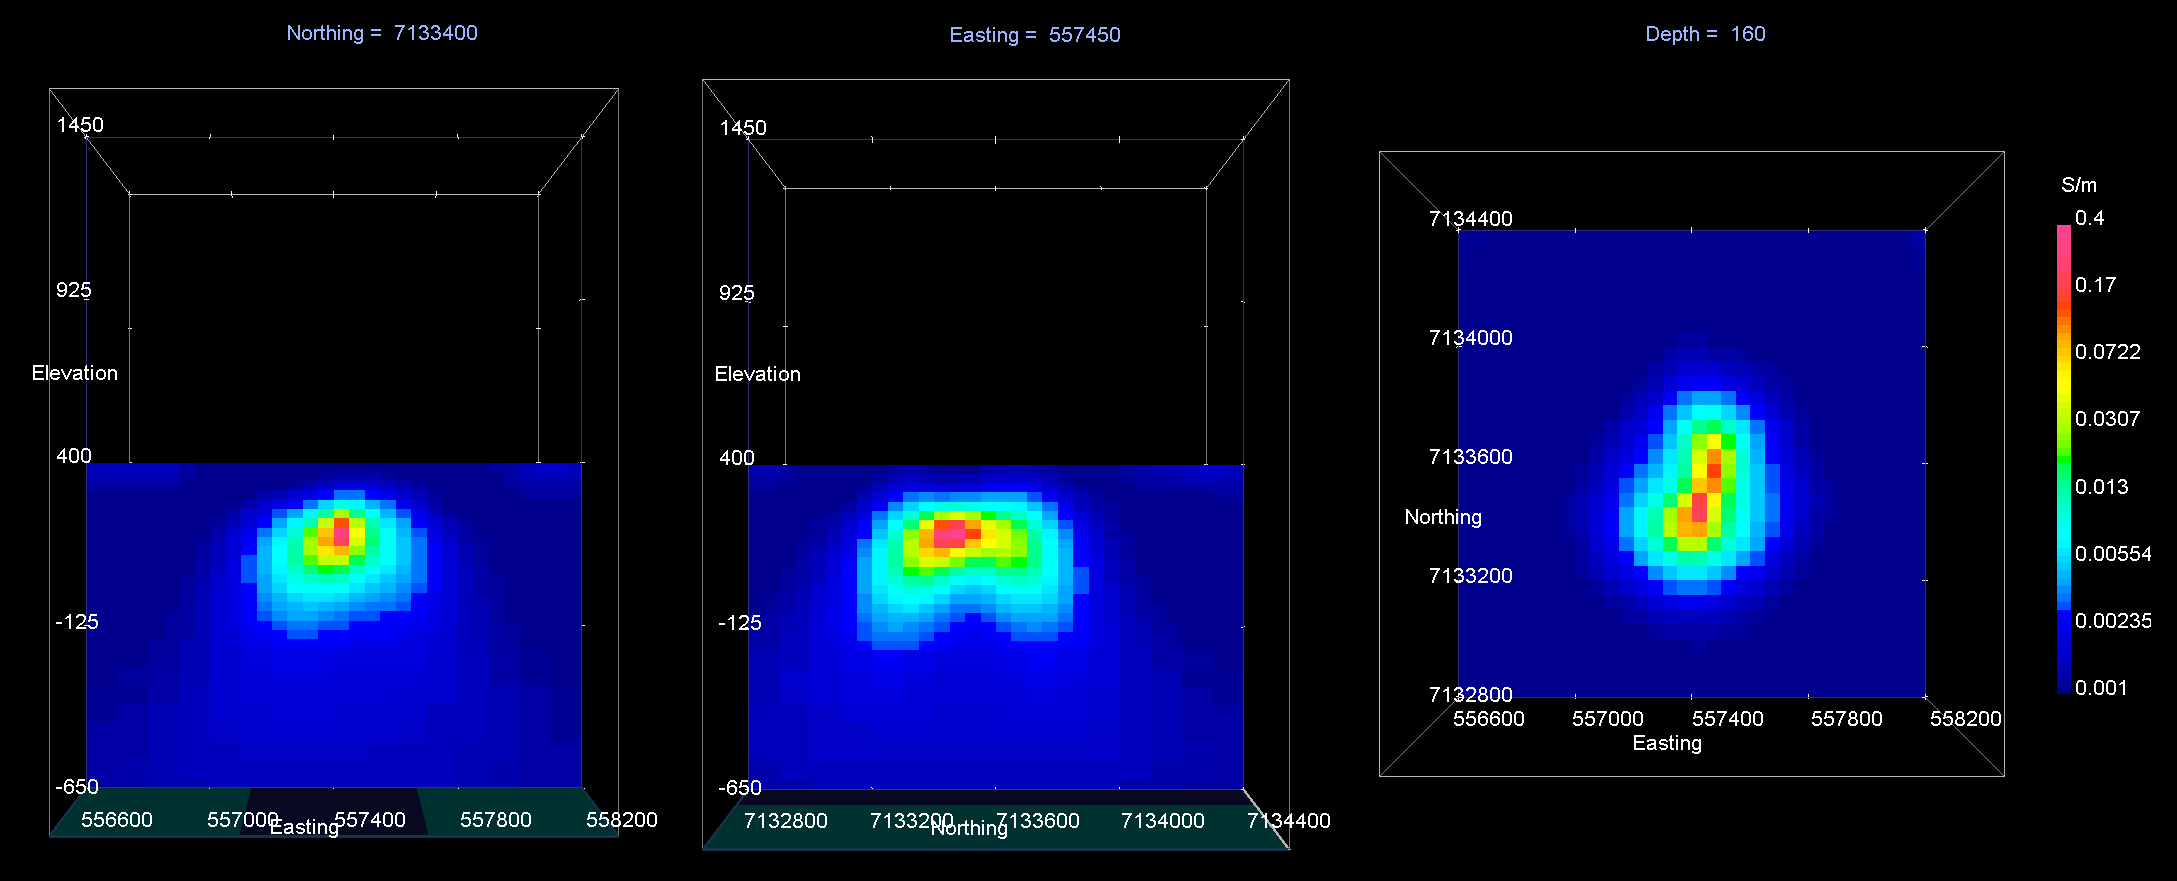 Northing = 7133400
1450
925
Elevation
400
-125
-650
556600 557000 557400 557800 558200
Easting
Easting = 557450
1450
925
Elevation
400
-125
-650
7132800 7133200 7133600 7134000 7134400
Northing
Depth = 160
7134400
7134000
7133600
Northing
7133200
7132800
556600 557000 557400 557800 558200
Easting
S/m
0.4
0.17
0.0722
0.0307
0.013
0.00554
0.00235
0.001